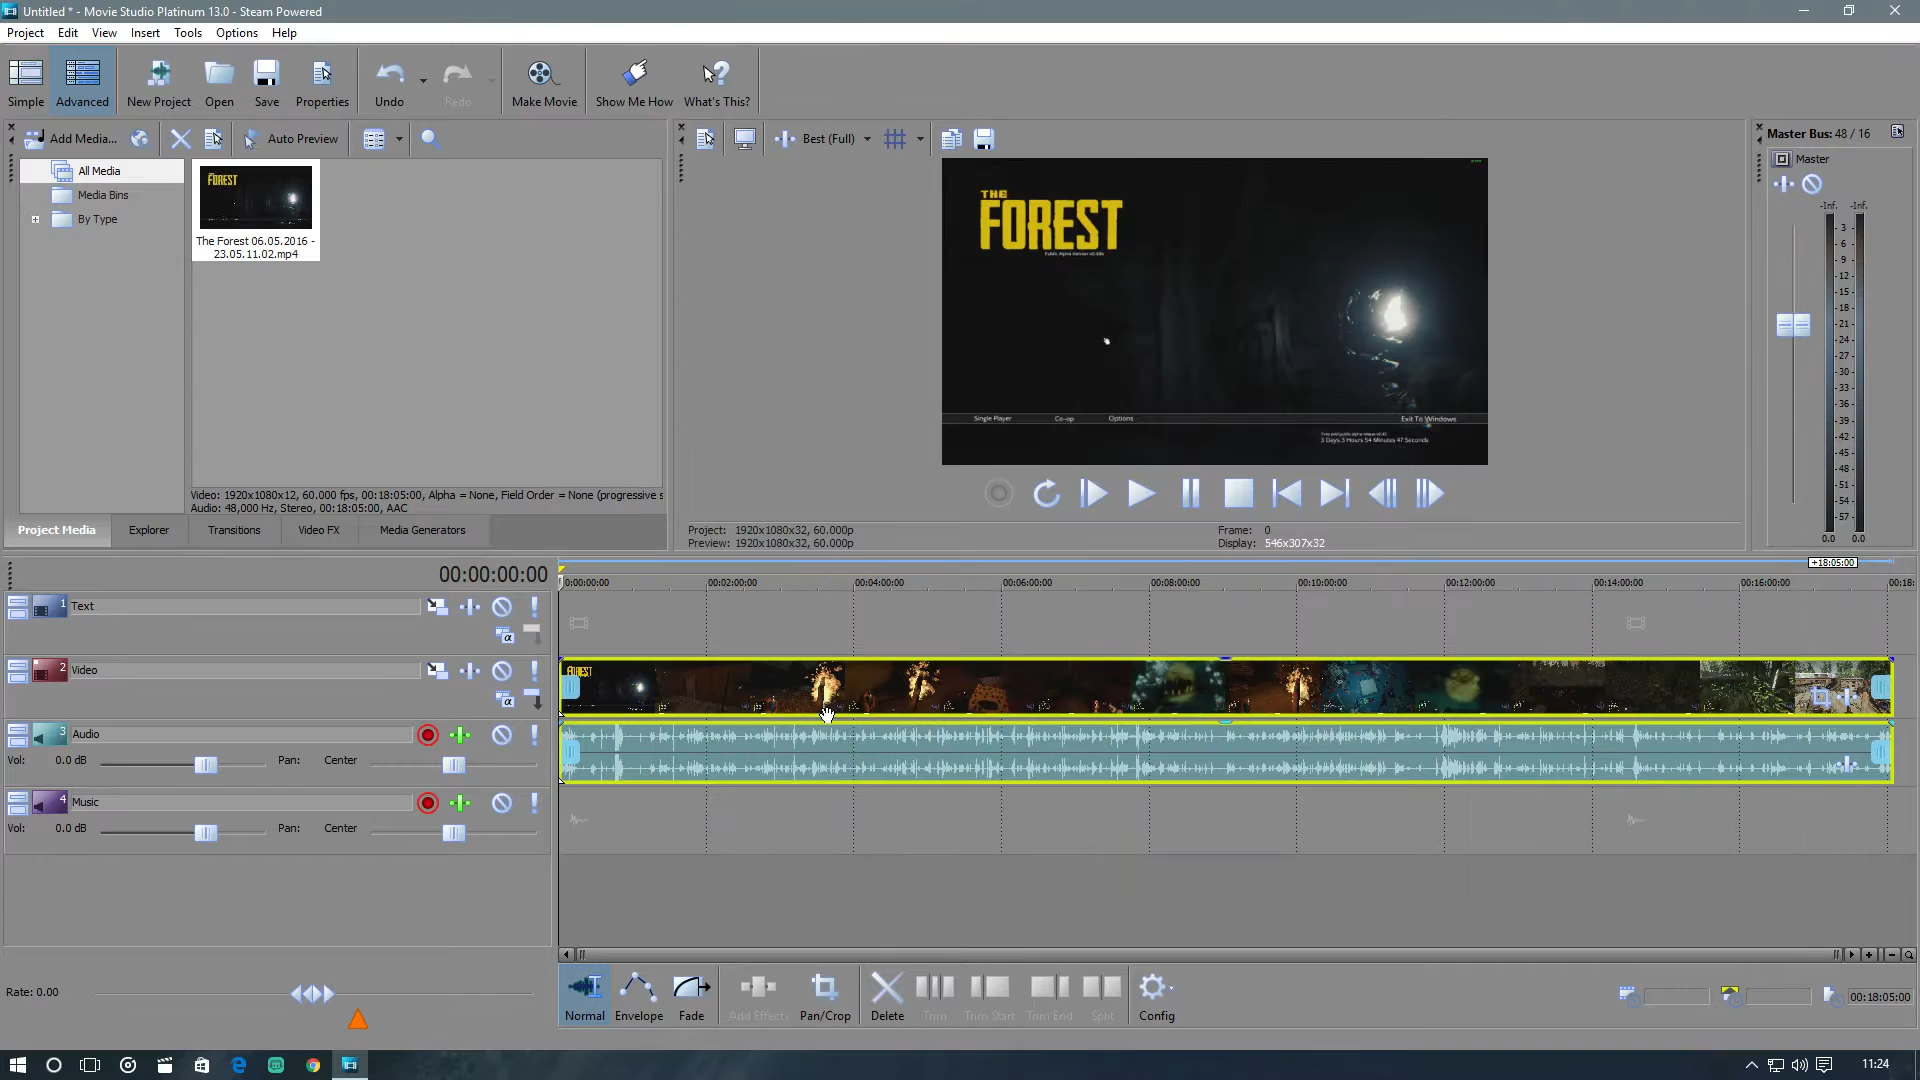 Untitled * - Movie Studio Platinum 13.0 - Steam Powered
Project Edit View Insert Tools Options Help
Simple Advanced New Project Open Save Properties Undo Redo Make Movie Show Me How What's This?
Add Media... Auto Preview
Best (Full)
Master Bus: 48 / 16
All Media
Media Bins
By Type
FOREST
The Forest 06.05.2016 -
23.05.11.02.mp4
THE
FOREST
Single Player Co-op Options Exit To Windows
3 Days 3 Hours 54 Minutes 47 Seconds
Master
-Inf. -Inf.
3
6
9
12
15
18
21
24
27
30
33
36
39
42
45
48
51
54
57
0.0 0.0
Video: 1920x1080x12, 60.000 fps, 00:18:05:00, Alpha = None, Field Order = None (progressive s
Audio: 48,000 Hz, Stereo, 00:18:05:00, AAC
Project Media Explorer Transitions Video FX Media Generators
Project: 1920x1080x32, 60.000p
Preview: 1920x1080x32, 60.000p
Frame: 0
Display: 546x307x32
+18:05:00
00:00:00:00
0:00:00:00 00:02:00:00 00:04:00:00 00:06:00:00 00:08:00:00 00:10:00:00 00:12:00:00 00:14:00:00 00:16:00:00 00:18:
1 Text
2 Video
FOREST
3 Audio
Vol: 0.0 dB Pan: Center
4 Music
Vol: 0.0 dB Pan: Center
Rate: 0.00
Normal Envelope Fade Add Effects Pan/Crop Delete Trim Trim Start Trim End Split Config
00:18:05:00
11:24